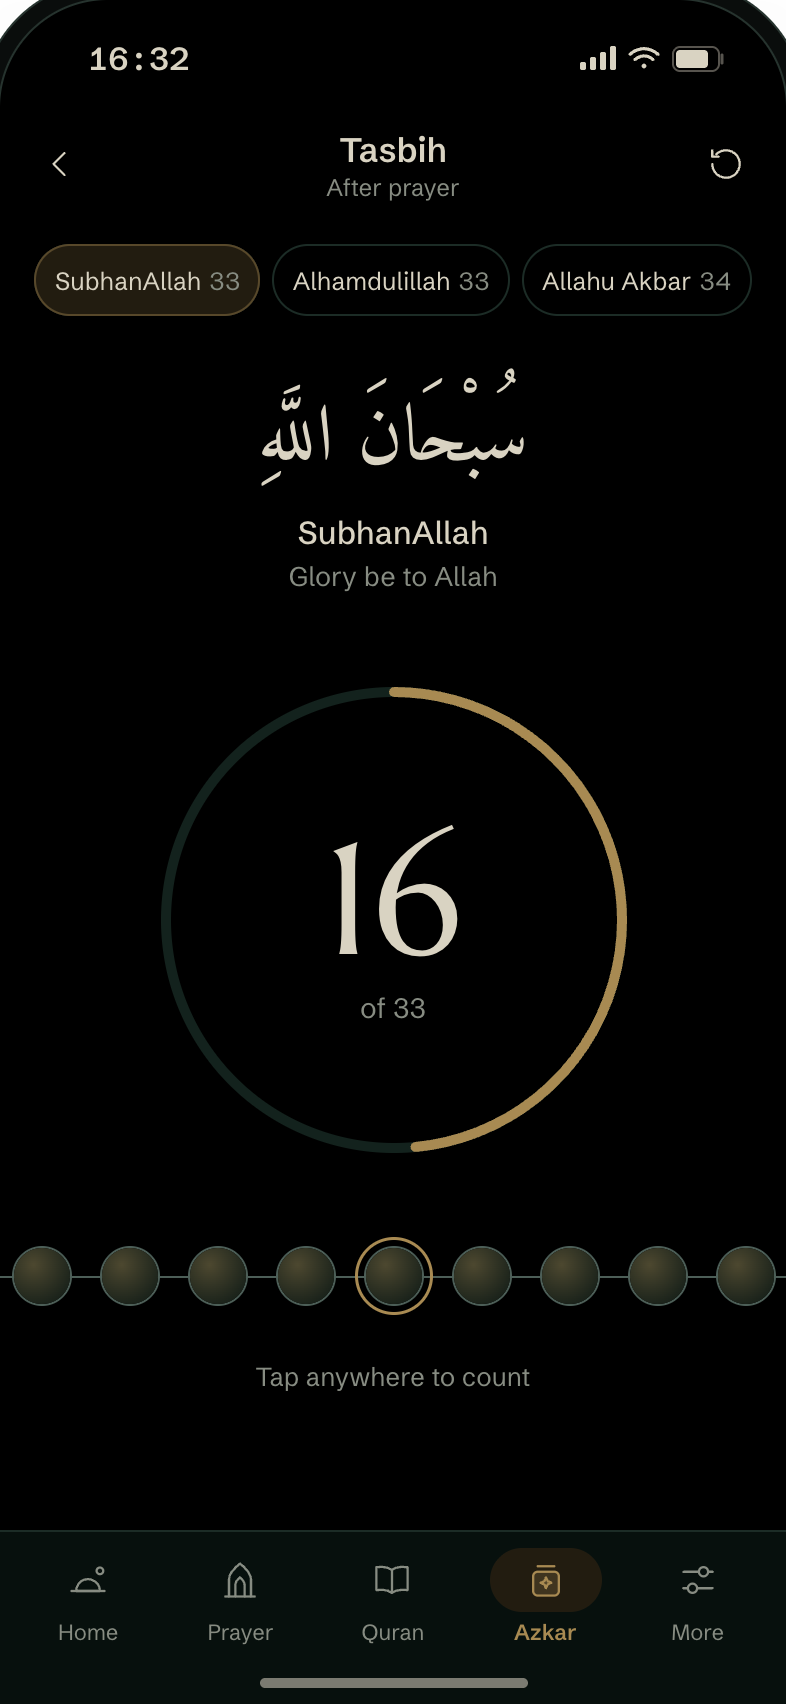 16:32
Tasbih
After prayer
SubhanAllah 33 Alhamdulillah 33 Allahu Akbar 34
سُبْحَانَ اللَّهِ
SubhanAllah
Glory be to Allah
16
of 33
Tap anywhere to count
Home Prayer Quran Azkar More